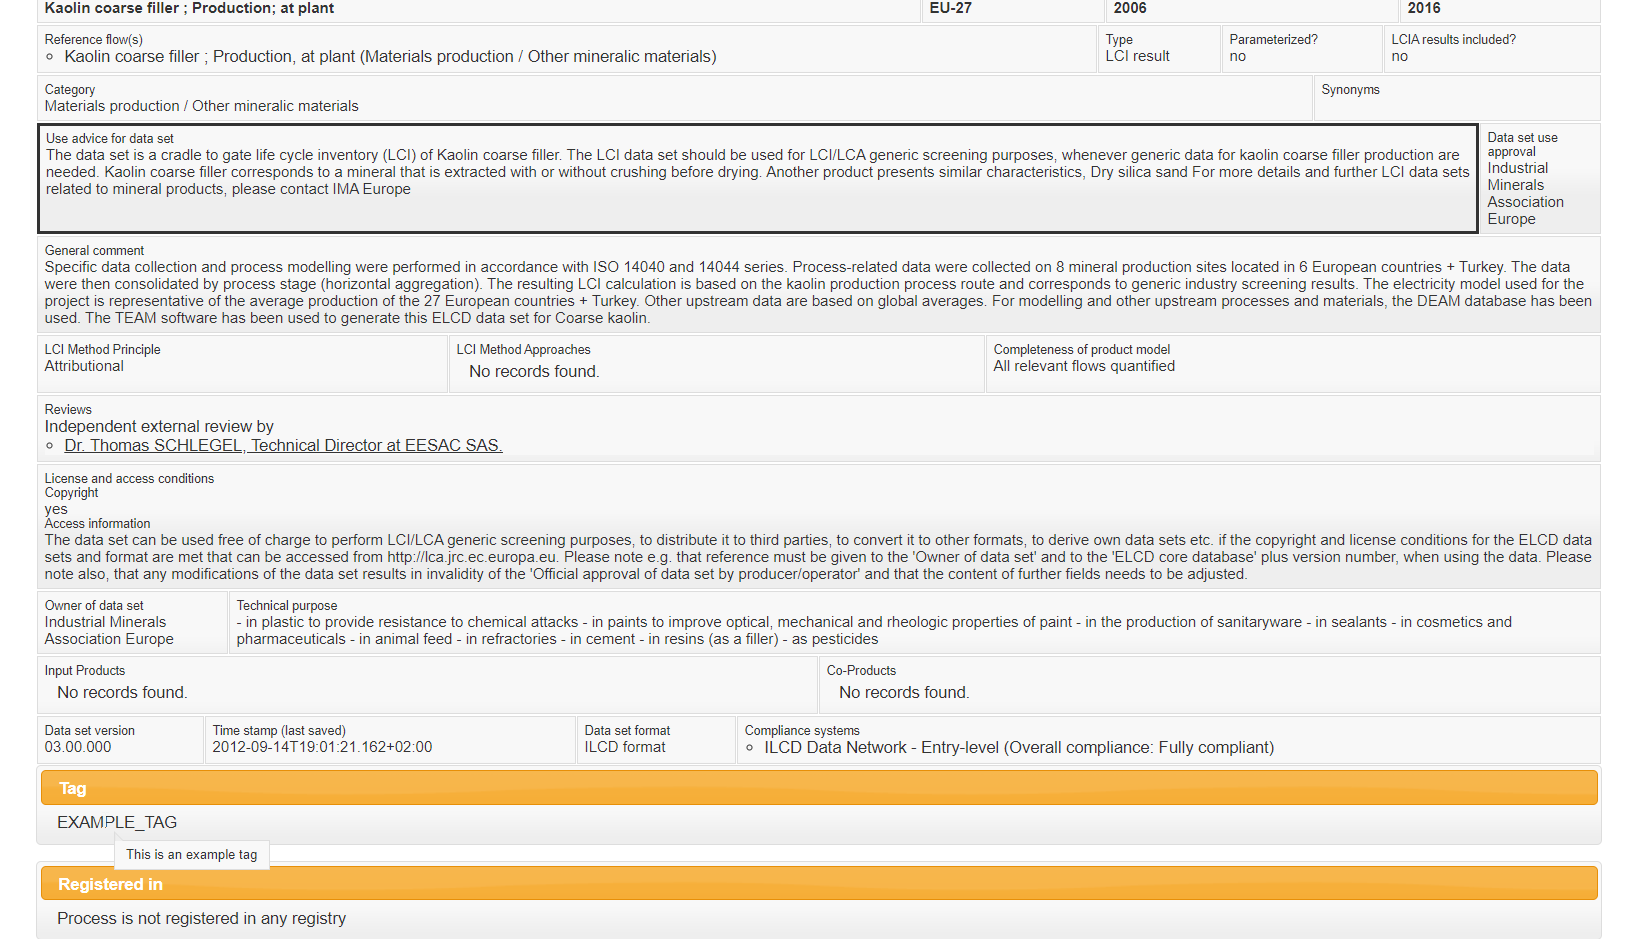 Kaolin coarse filler ; Production; at plant
EU-27
2006
2016
Reference flow(s)
Kaolin coarse filler ; Production, at plant (Materials production / Other mineralic materials)
Type
LCI result
Parameterized?
no
LCIA results included?
no
Category
Materials production / Other mineralic materials
Synonyms
Use advice for data set
The data set is a cradle to gate life cycle inventory (LCI) of Kaolin coarse filler. The LCI data set should be used for LCI/LCA generic screening purposes, whenever generic data for kaolin coarse filler production are
needed. Kaolin coarse filler corresponds to a mineral that is extracted with or without crushing before drying. Another product presents similar characteristics, Dry silica sand For more details and further LCI data sets
related to mineral products, please contact IMA Europe
Data set use
approval
Industrial
Minerals
Association
Europe
General comment
Specific data collection and process modelling were performed in accordance with ISO 14040 and 14044 series. Process-related data were collected on 8 mineral production sites located in 6 European countries + Turkey. The data
were then consolidated by process stage (horizontal aggregation). The resulting LCI calculation is based on the kaolin production process route and corresponds to generic industry screening results. The electricity model used for the
project is representative of the average production of the 27 European countries + Turkey. Other upstream data are based on global averages. For modelling and other upstream processes and materials, the DEAM database has been
used. The TEAM software has been used to generate this ELCD data set for Coarse kaolin.
LCI Method Principle
Attributional
LCI Method Approaches
No records found.
Completeness of product model
All relevant flows quantified
Reviews
Independent external review by
Dr. Thomas SCHLEGEL, Technical Director at EESAC SAS.
License and access conditions
Copyright
yes
Access information
The data set can be used free of charge to perform LCI/LCA generic screening purposes, to distribute it to third parties, to convert it to other formats, to derive own data sets etc. if the copyright and license conditions for the ELCD data
sets and format are met that can be accessed from http://lca.jrc.ec.europa.eu. Please note e.g. that reference must be given to the 'Owner of data set' and to the 'ELCD core database' plus version number, when using the data. Please
note also, that any modifications of the data set results in invalidity of the 'Official approval of data set by producer/operator' and that the content of further fields needs to be adjusted.
Owner of data set
Industrial Minerals
Association Europe
Technical purpose
- in plastic to provide resistance to chemical attacks - in paints to improve optical, mechanical and rheologic properties of paint - in the production of sanitaryware - in sealants - in cosmetics and
pharmaceuticals - in animal feed - in refractories - in cement - in resins (as a filler) - as pesticides
Input Products
No records found.
Co-Products
No records found.
Data set version
03.00.000
Time stamp (last saved)
2012-09-14T19:01:21.162+02:00
Data set format
ILCD format
Compliance systems
ILCD Data Network - Entry-level (Overall compliance: Fully compliant)
Tag
EXAMPLE_TAG
This is an example tag
Registered in
Process is not registered in any registry